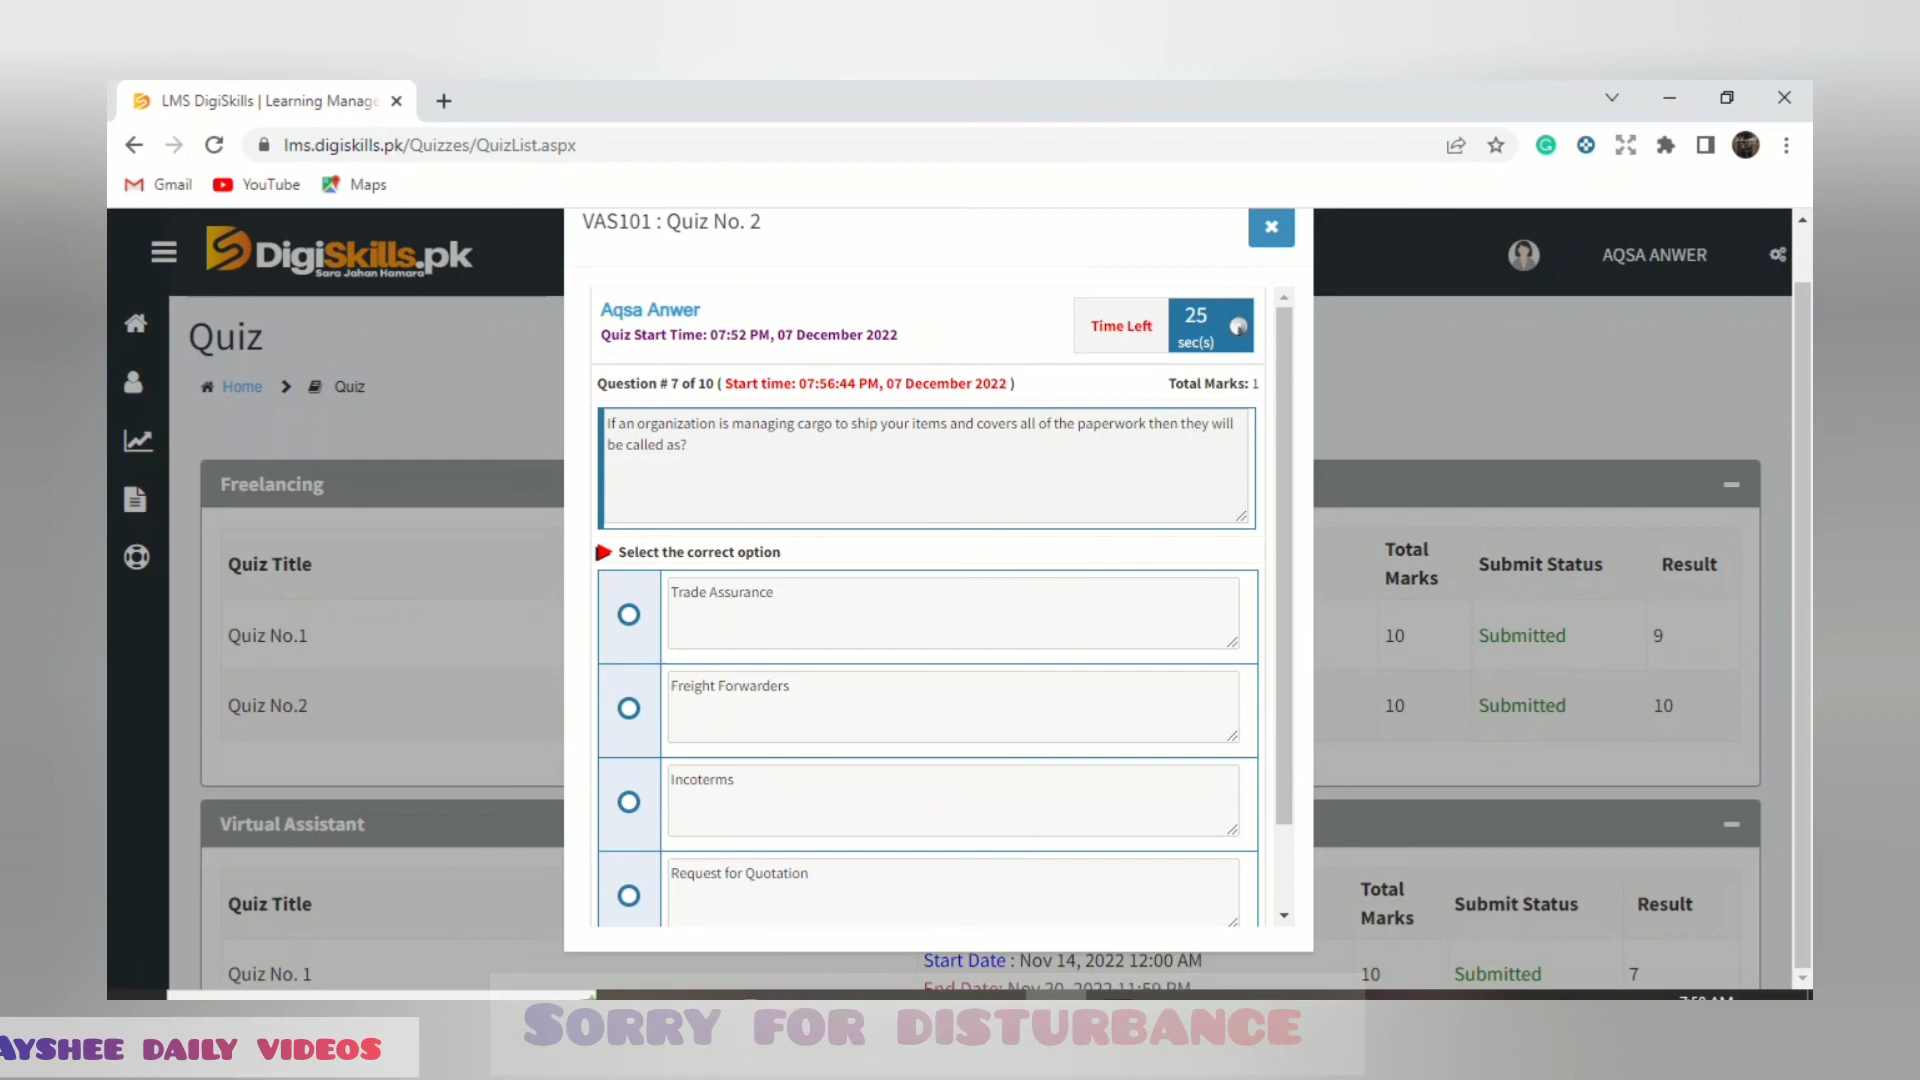 LMS DigiSkills | Learning Manage
lms.digiskills.pk/Quizzes/QuizList.aspx
Gmail YouTube Maps
VAS101 : Quiz No. 2
DigiSkills.pk
Sara Jahan Hamara
AQSA ANWER
Aqsa Anwer
Quiz Start Time: 07:52 PM, 07 December 2022
Time Left
25
sec(s)
Quiz
Home Quiz
Question # 7 of 10 ( Start time: 07:56:44 PM, 07 December 2022 ) Total Marks: 1
If an organization is managing cargo to ship your items and covers all of the paperwork then they will
be called as?
Select the correct option
Trade Assurance
Freight Forwarders
Incoterms
Request for Quotation
Freelancing
Quiz Title Total Marks Submit Status Result
Quiz No.1 10 Submitted 9
Quiz No.2 10 Submitted 10
Virtual Assistant
Quiz Title Total Marks Submit Status Result
Start Date : Nov 14, 2022 12:00 AM
Quiz No. 1 10 Submitted 7
End Date: Nov 20, 2022 11:59 PM
Sorry for disturbance
Ayshee daily videos